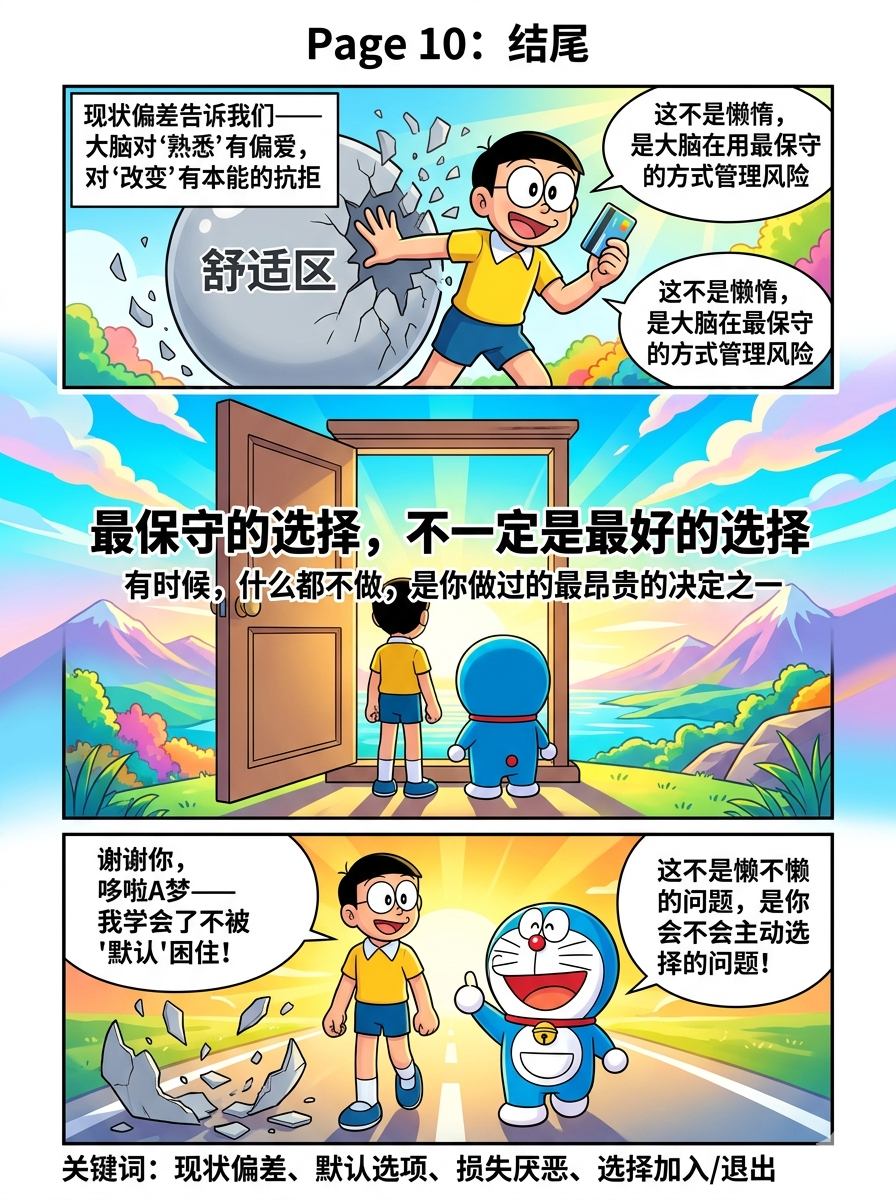 Page 10：结尾
现状偏差告诉我们——
大脑对‘熟悉’有偏爱，
对‘改变’有本能的抗拒
这不是懒惰，
是大脑在用最保守
的方式管理风险
舒适区
这不是懒惰，
是大脑在最保守
的方式管理风险
最保守的选择，不一定是最好的选择
有时候，什么都不做，是你做过的最昂贵的决定之一
谢谢你，
哆啦A梦——
我学会了不被
'默认'困住！
这不是懒不懒
的问题，是你
会不会主动选
择的问题！
关键词：现状偏差、默认选项、损失厌恶、选择加入/退出